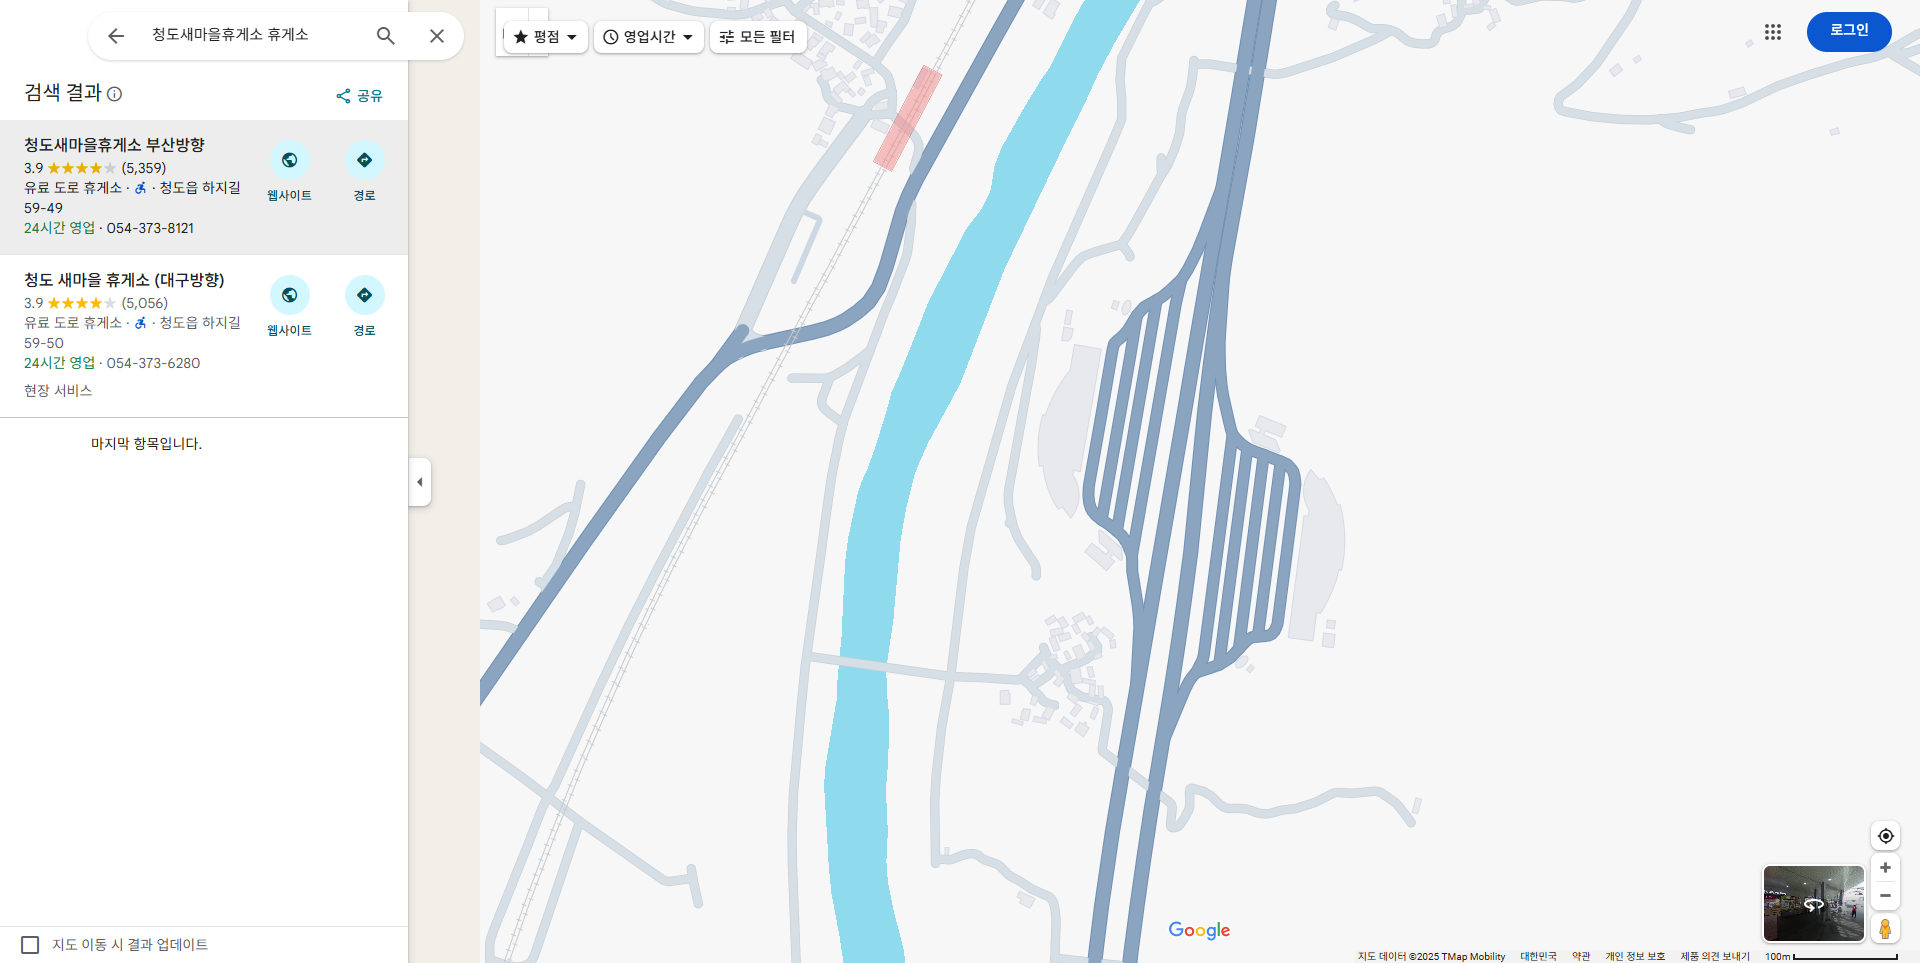 청도새마을휴게소 휴게소
평점
영업시간
모든 필터
로그인
검색 결과
공유
청도새마을휴게소 부산방향
3.9 (5,359)
유료 도로 휴게소 · · 청도읍 하지길
59-49
24시간 영업 · 054-373-8121
웹사이트
경로
청도 새마을 휴게소 (대구방향)
3.9 (5,056)
유료 도로 휴게소 · · 청도읍 하지길
59-50
24시간 영업 · 054-373-6280
현장 서비스
웹사이트
경로
마지막 항목입니다.
지도 이동 시 결과 업데이트
Google
지도 데이터 ©2025 TMap Mobility 대한민국 약관 개인 정보 보호 제품 의견 보내기 100m